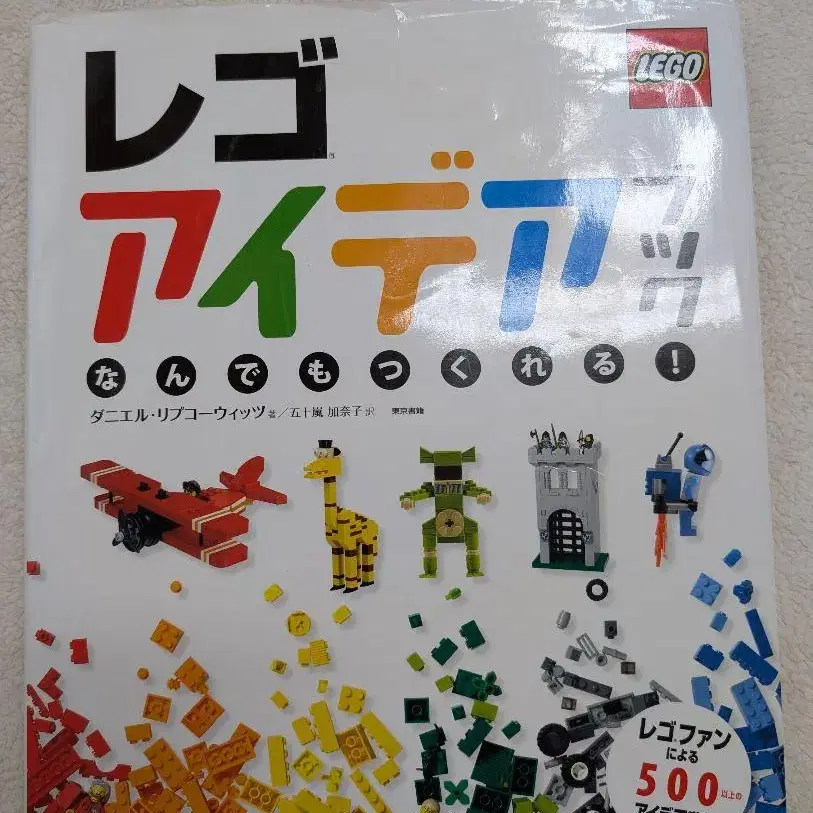 レゴ
LEGO
アイデア
ブック
なんでもつくれる!
ダニエル・リプコーウィッツ 著／五十嵐 加奈子 訳 東京書籍
レゴ®ファン
による
500以上の